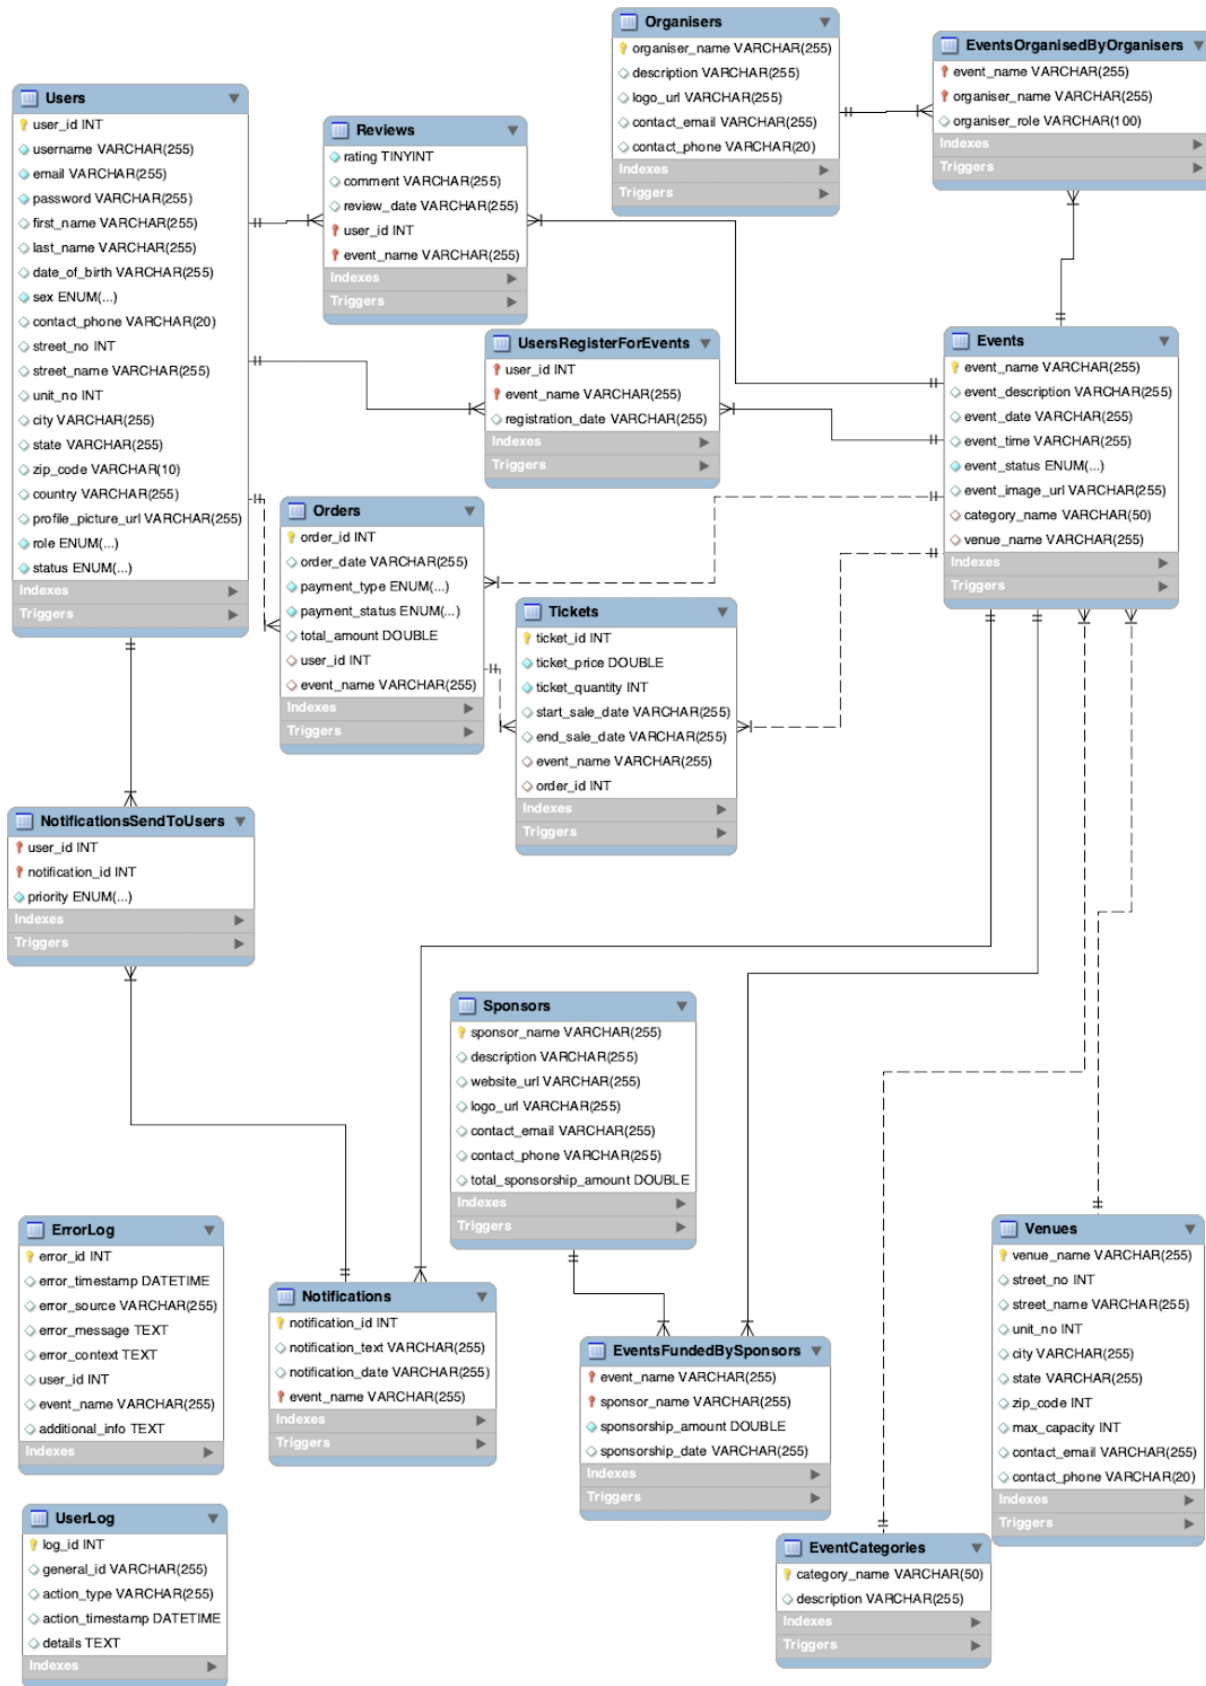 Organisers
organiser_name VARCHAR(255)
description VARCHAR(255)
logo_url VARCHAR(255)
contact_email VARCHAR(255)
contact_phone VARCHAR(20)
Indexes
Triggers
EventsOrganisedByOrganisers
event_name VARCHAR(255)
organiser_name VARCHAR(255)
organiser_role VARCHAR(100)
Indexes
Triggers
Users
user_id INT
username VARCHAR(255)
email VARCHAR(255)
password VARCHAR(255)
first_name VARCHAR(255)
last_name VARCHAR(255)
date_of_birth VARCHAR(255)
sex ENUM(...)
contact_phone VARCHAR(20)
street_no INT
street_name VARCHAR(255)
unit_no INT
city VARCHAR(255)
state VARCHAR(255)
zip_code VARCHAR(10)
country VARCHAR(255)
profile_picture_url VARCHAR(255)
role ENUM(...)
status ENUM(...)
Indexes
Triggers
Reviews
rating TINYINT
comment VARCHAR(255)
review_date VARCHAR(255)
user_id INT
event_name VARCHAR(255)
Indexes
Triggers
UsersRegisterForEvents
user_id INT
event_name VARCHAR(255)
registration_date VARCHAR(255)
Indexes
Triggers
Events
event_name VARCHAR(255)
event_description VARCHAR(255)
event_date VARCHAR(255)
event_time VARCHAR(255)
event_status ENUM(...)
event_image_url VARCHAR(255)
category_name VARCHAR(50)
venue_name VARCHAR(255)
Indexes
Triggers
Orders
order_id INT
order_date VARCHAR(255)
payment_type ENUM(...)
payment_status ENUM(...)
total_amount DOUBLE
user_id INT
event_name VARCHAR(255)
Indexes
Triggers
Tickets
ticket_id INT
ticket_price DOUBLE
ticket_quantity INT
start_sale_date VARCHAR(255)
end_sale_date VARCHAR(255)
event_name VARCHAR(255)
order_id INT
Indexes
Triggers
NotificationsSendToUsers
user_id INT
notification_id INT
priority ENUM(...)
Indexes
Triggers
Sponsors
sponsor_name VARCHAR(255)
description VARCHAR(255)
website_url VARCHAR(255)
logo_url VARCHAR(255)
contact_email VARCHAR(255)
contact_phone VARCHAR(255)
total_sponsorship_amount DOUBLE
Indexes
Triggers
ErrorLog
error_id INT
error_timestamp DATETIME
error_source VARCHAR(255)
error_message TEXT
error_context TEXT
user_id INT
event_name VARCHAR(255)
additional_info TEXT
Indexes
Notifications
notification_id INT
notification_text VARCHAR(255)
notification_date VARCHAR(255)
event_name VARCHAR(255)
Indexes
Triggers
EventsFundedBySponsors
event_name VARCHAR(255)
sponsor_name VARCHAR(255)
sponsorship_amount DOUBLE
sponsorship_date VARCHAR(255)
Indexes
Triggers
Venues
venue_name VARCHAR(255)
street_no INT
street_name VARCHAR(255)
unit_no INT
city VARCHAR(255)
state VARCHAR(255)
zip_code INT
max_capacity INT
contact_email VARCHAR(255)
contact_phone VARCHAR(20)
Indexes
Triggers
UserLog
log_id INT
general_id VARCHAR(255)
action_type VARCHAR(255)
action_timestamp DATETIME
details TEXT
Indexes
EventCategories
category_name VARCHAR(50)
description VARCHAR(255)
Indexes
Triggers